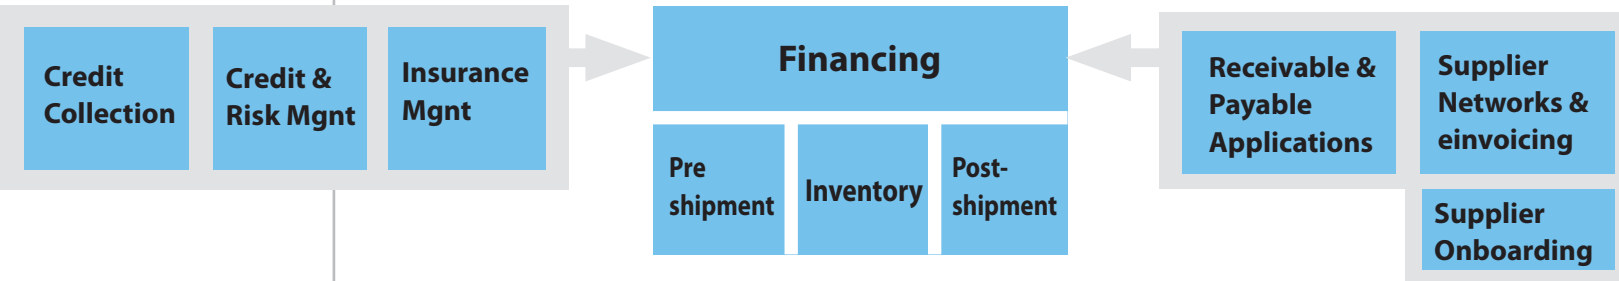 Credit
Collection
Credit &
Risk Mgnt
Insurance
Mgnt
Financing
Pre
shipment
Inventory
Post-
shipment
Receivable &
Payable
Applications
Supplier
Networks &
einvoicing
Supplier
Onboarding